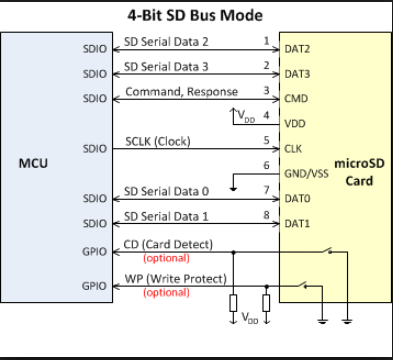 4-Bit SD Bus Mode
SDIO SD Serial Data 2 1 DAT2
SDIO SD Serial Data 3 2 DAT3
SDIO Command, Response 3 CMD
VDD 4 VDD
SDIO SCLK (Clock) 5 CLK
MCU
6 GND/VSS
microSD
Card
SDIO SD Serial Data 0 7 DAT0
SDIO SD Serial Data 1 8 DAT1
GPIO CD (Card Detect)
(optional)
GPIO WP (Write Protect)
(optional)
VDD